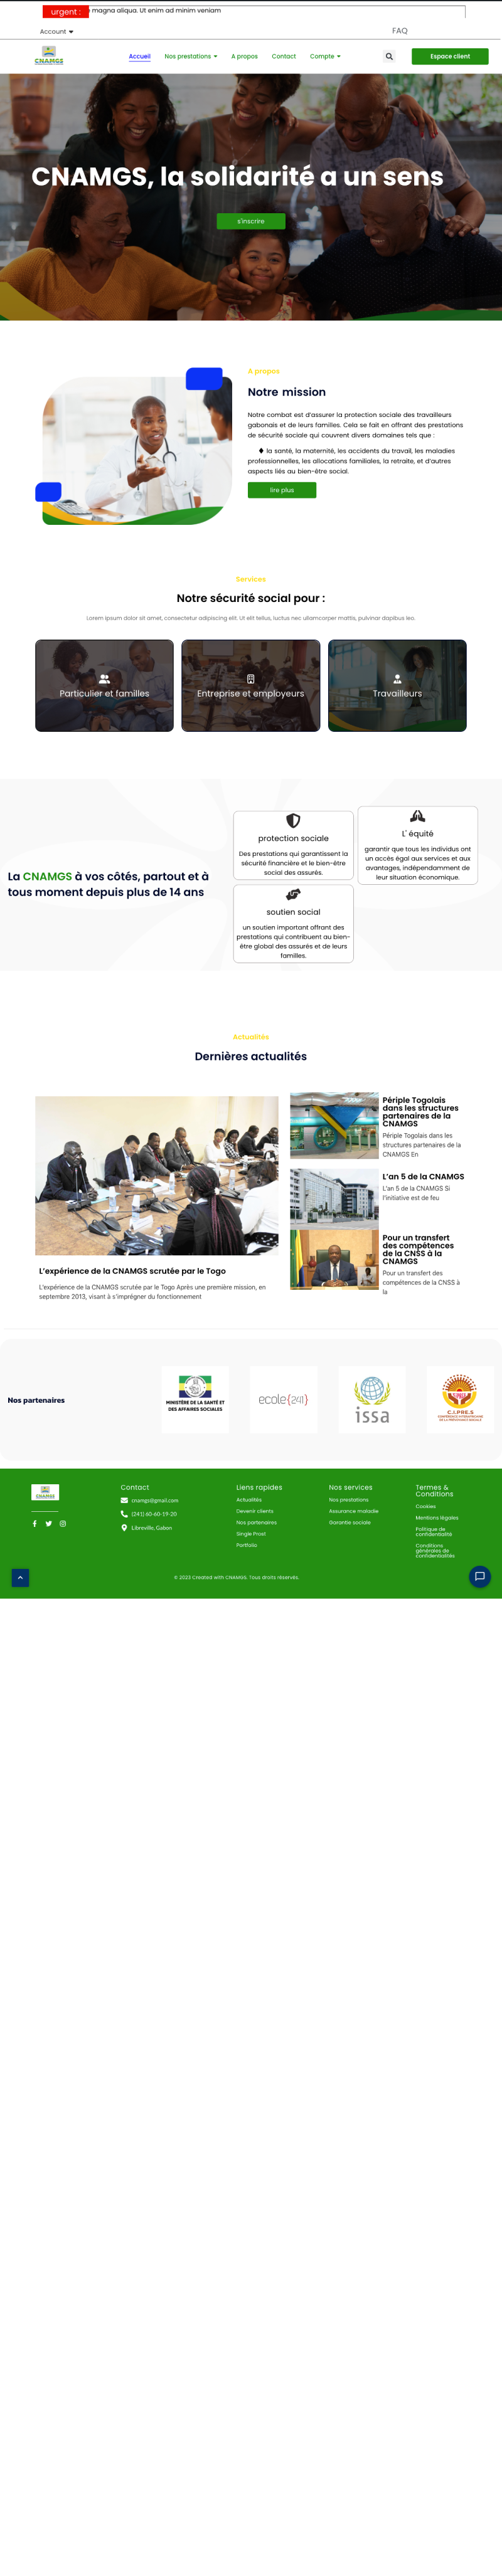 urgent :
magna aliqua. Ut enim ad minim veniam
Account
FAQ
CNAMGS
Accueil
Nos prestations
A propos
Contact
Compte
Espace client
CNAMGS, la solidarité a un sens
s'inscrire
A propos
Notre mission
Notre combat est d'assurer la protection sociale des travailleurs
gabonais et de leurs familles. Cela se fait en offrant des prestations
de sécurité sociale qui couvrent divers domaines tels que :
♦ la santé, la maternité, les accidents du travail, les maladies
professionnelles, les allocations familiales, la retraite, et d'autres
aspects liés au bien-être social.
lire plus
Services
Notre sécurité social pour :
Lorem ipsum dolor sit amet, consectetur adipiscing elit. Ut elit tellus, luctus nec ullamcorper mattis, pulvinar dapibus leo.
Particulier et familles
Entreprise et employeurs
Travailleurs
La CNAMGS à vos côtés, partout et à
tous moment depuis plus de 14 ans
protection sociale
Des prestations qui garantissent la
sécurité financière et le bien-être
social des assurés.
L' équité
garantir que tous les individus ont
un accès égal aux services et aux
avantages, indépendamment de
leur situation économique.
soutien social
un soutien important offrant des
prestations qui contribuent au bien-
être global des assurés et de leurs
familles.
Actualités
Dernières actualités
L'expérience de la CNAMGS scrutée par le Togo
L'expérience de la CNAMGS scrutée par le Togo Après une première mission, en
septembre 2013, visant à s'imprégner du fonctionnement
Périple Togolais
dans les structures
partenaires de la
CNAMGS
Périple Togolais dans les
structures partenaires de la
CNAMGS En
L'an 5 de la CNAMGS
L'an 5 de la CNAMGS Si
l'initiative est de feu
Pour un transfert
des compétences
de la CNSS à la
CNAMGS
Pour un transfert des
compétences de la CNSS à
la
Nos partenaires
MINISTÈRE DE LA SANTÉ ET
DES AFFAIRES SOCIALES
ecole{241}
issa
C.I.PRE.S
CONFÉRENCE INTERAFRICAINE
DE LA PRÉVOYANCE SOCIALE
CNAMGS
Contact
cnamgs@gmail.com
(241) 60-60-19-20
Libreville, Gabon
Liens rapides
Actualités
Devenir clients
Nos partenaires
Single Prost
Portfolio
Nos services
Nos prestations
Assurance maladie
Garantie sociale
Termes &
Conditions
Cookies
Mentions légales
Politique de
confidentialité
Conditions
générales de
confidentialités
© 2023 Created with CNAMGS. Tous droits réservés.